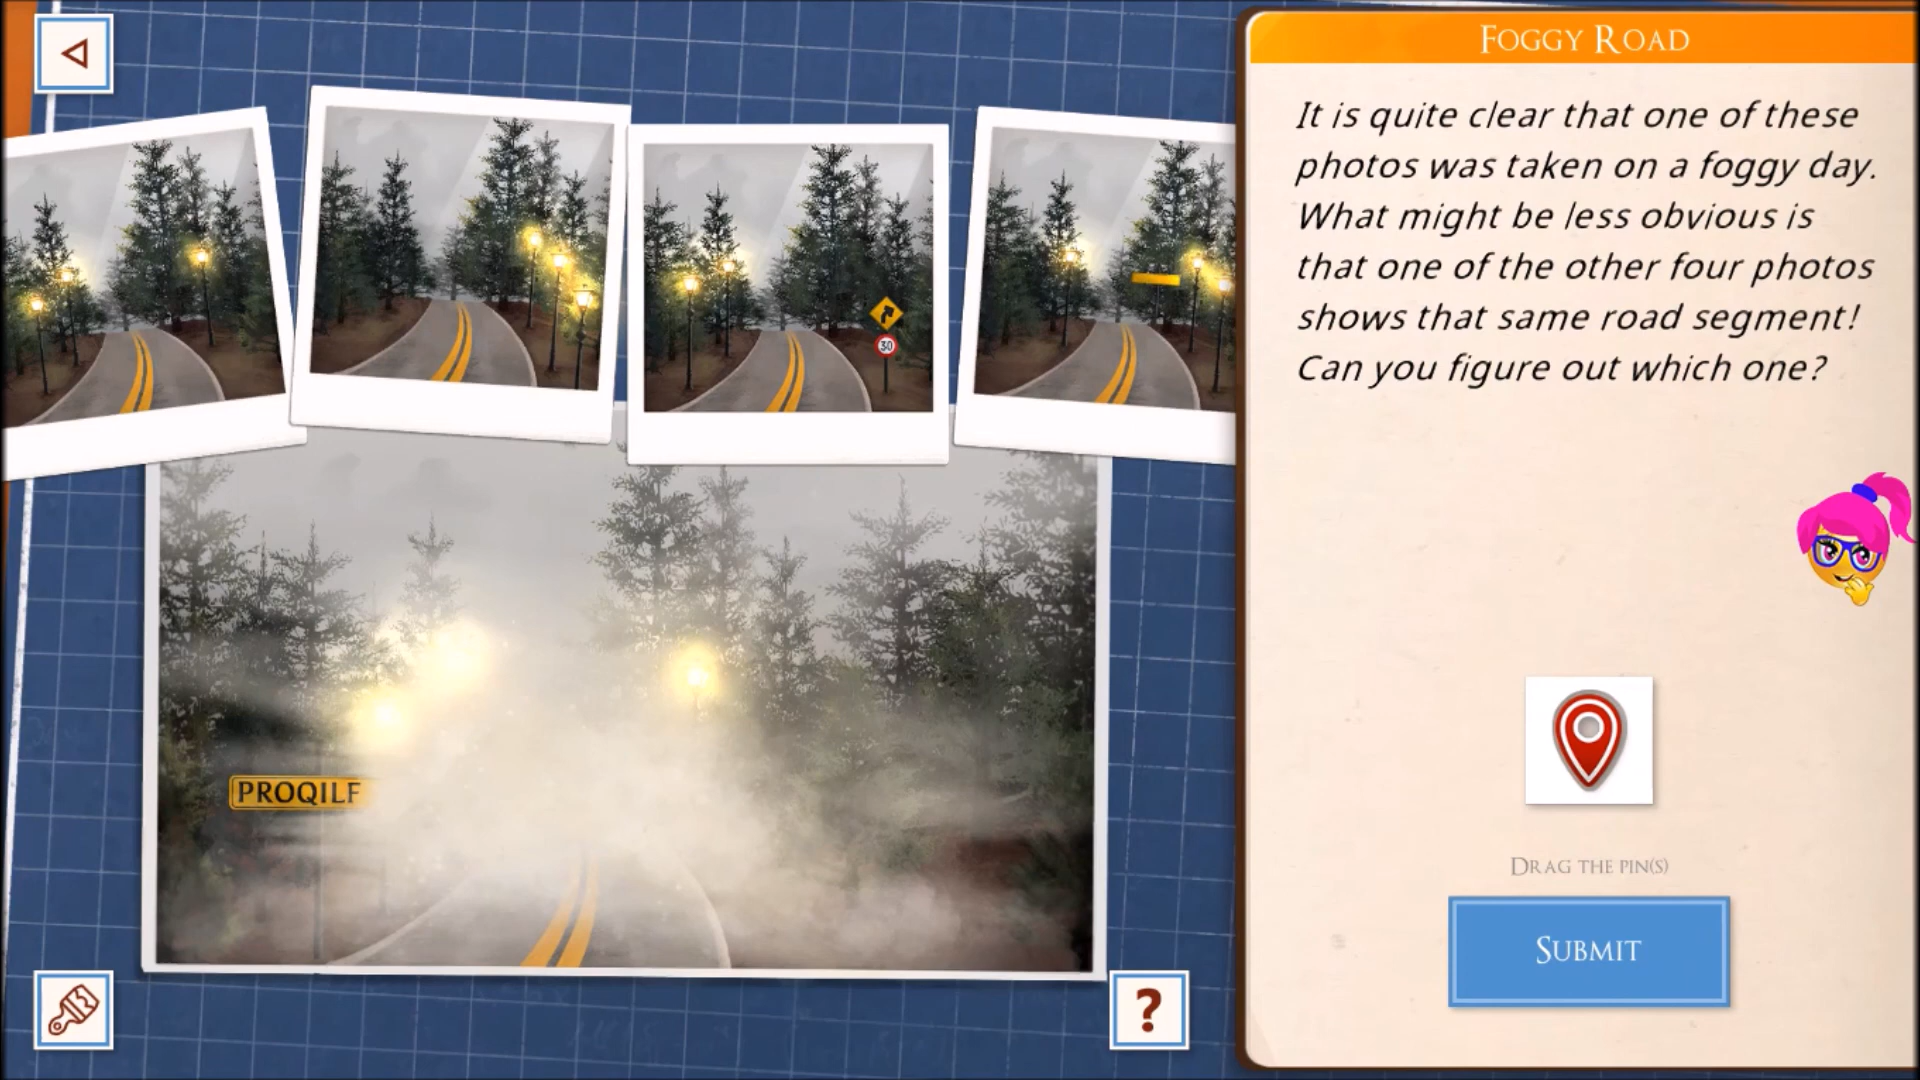 FOGGY ROAD
It is quite clear that one of these
photos was taken on a foggy day.
What might be less obvious is
that one of the other four photos
shows that same road segment!
Can you figure out which one?
30
PROQILF
?
DRAG THE PIN(S)
SUBMIT